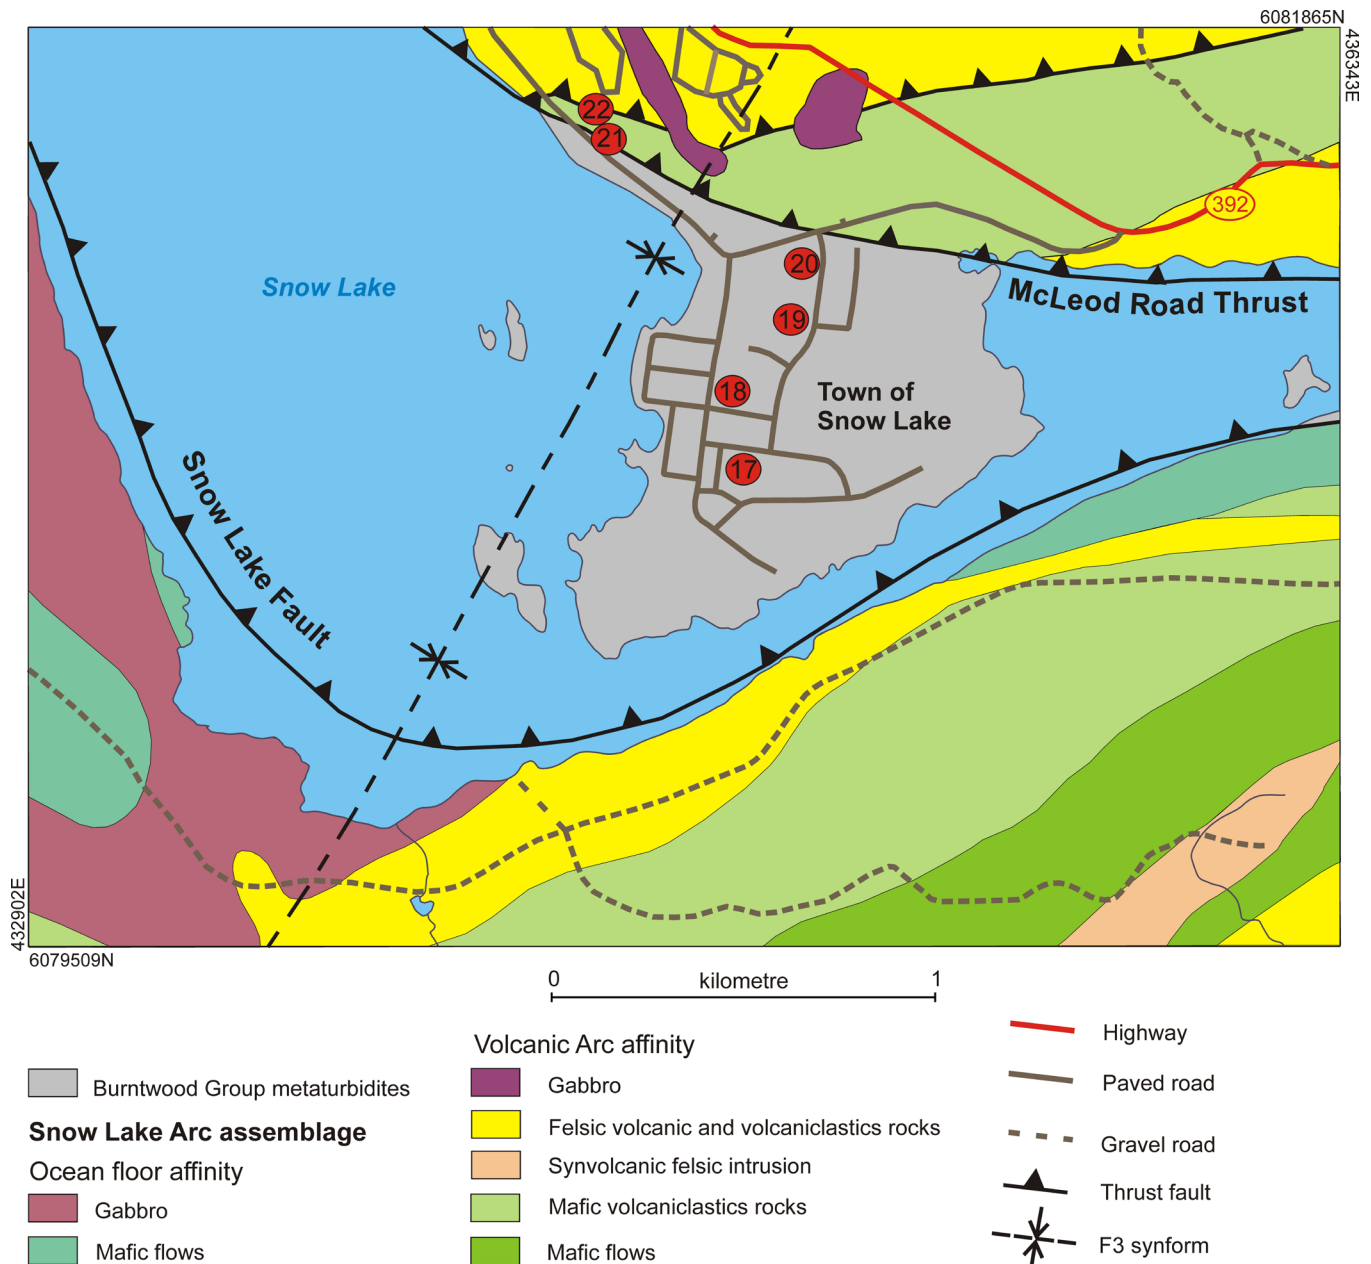 6081865N
436343E
22
21
392
20
Snow Lake
McLeod Road Thrust
19
18
Town of
Snow Lake
17
Snow Lake Fault
432902E
6079509N
0 kilometre 1
Burntwood Group metaturbidites
Snow Lake Arc assemblage
Ocean floor affinity
Gabbro
Mafic flows
Volcanic Arc affinity
Gabbro
Felsic volcanic and volcaniclastics rocks
Synvolcanic felsic intrusion
Mafic volcaniclastics rocks
Mafic flows
Highway
Paved road
Gravel road
Thrust fault
F3 synform